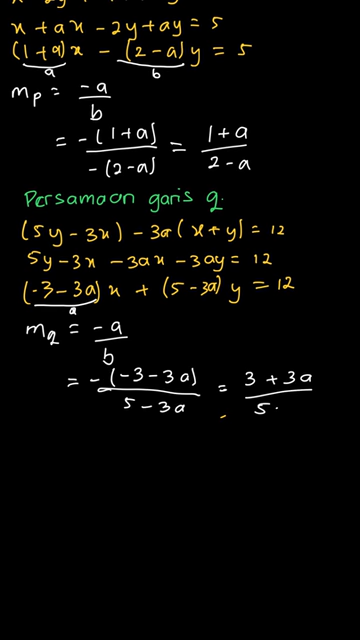 x + ax - 2y + ay = 5
(1+a)x - (2-a)y = 5
a b
mp = -a/b
= -(1+a)/-(2-a) = 1+a/2-a
Persamaan garis q.
(5y - 3x) - 3a(x+y) = 12
5y - 3x - 3ax - 3ay = 12
(-3-3a)x + (5-3a)y = 12
a
mq = -a/b
= -(-3-3a)/5-3a = 3+3a/5